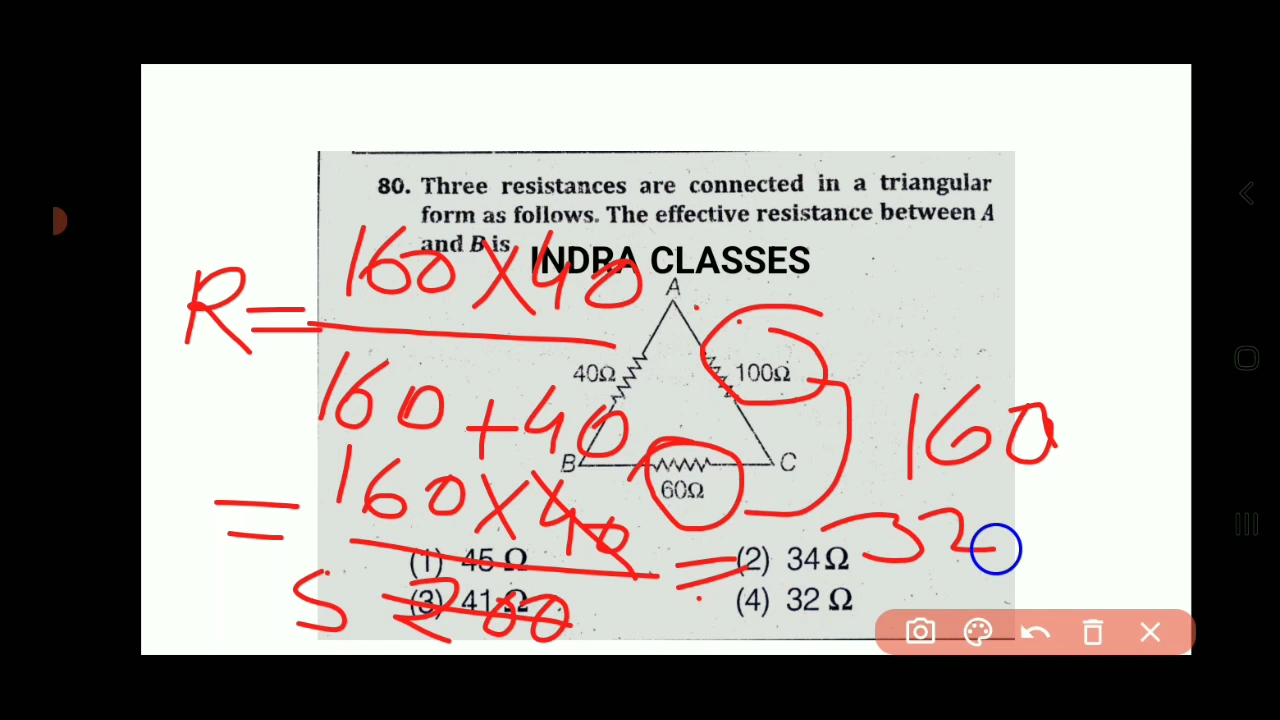 80. Three resistances are connected in a triangular
form as follows. The effective resistance between A
and B is
INDRA CLASSES
R = 160 X 40
160 + 40
A
40Ω
100Ω
B
C
60Ω
160
= 160 X 40
5 200
= 32
(1) 45 Ω
(2) 34 Ω
(3) 41 Ω
(4) 32 Ω